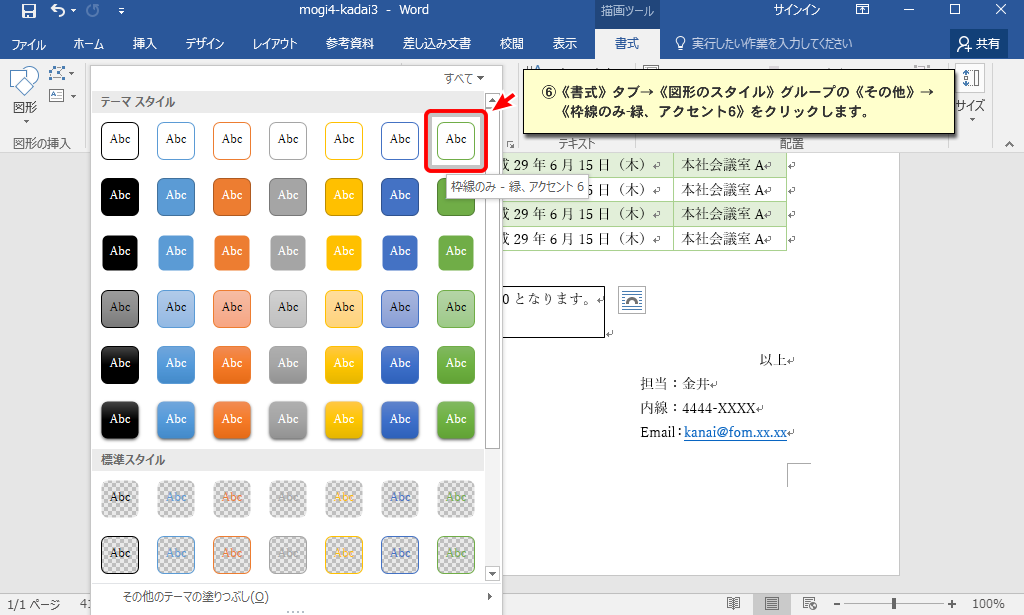 mogi4-kadai3 - Word
描画ツール
サインイン
ファイル ホーム 挿入 デザイン レイアウト 参考資料 差し込み文書 校閲 表示 書式 実行したい作業を入力してください 共有
図形
図形の挿入
すべて
テーマ スタイル
Abc Abc Abc Abc Abc Abc Abc
Abc Abc Abc Abc Abc Abc
Abc Abc Abc Abc Abc Abc Abc
Abc Abc Abc Abc Abc Abc Abc
Abc Abc Abc Abc Abc Abc Abc
Abc Abc Abc Abc Abc Abc Abc
標準スタイル
Abc Abc Abc Abc Abc Abc Abc
Abc Abc Abc Abc Abc Abc Abc
その他のテーマの塗りつぶし(O)
枠線のみ - 緑、アクセント 6
⑥《書式》タブ→《図形のスタイル》グループの《その他》→
《枠線のみ-緑、アクセント6》をクリックします。
サイズ
テキスト
配置
29 年 6 月 15 日（木） 本社会議室 A
29 年 6 月 15 日（木） 本社会議室 A
29 年 6 月 15 日（木） 本社会議室 A
29 年 6 月 15 日（木） 本社会議室 A
0 となります。
以上
担当：金井
内線：4444-XXXX
Email：kanai@fom.xx.xx
1/1 ページ
100%